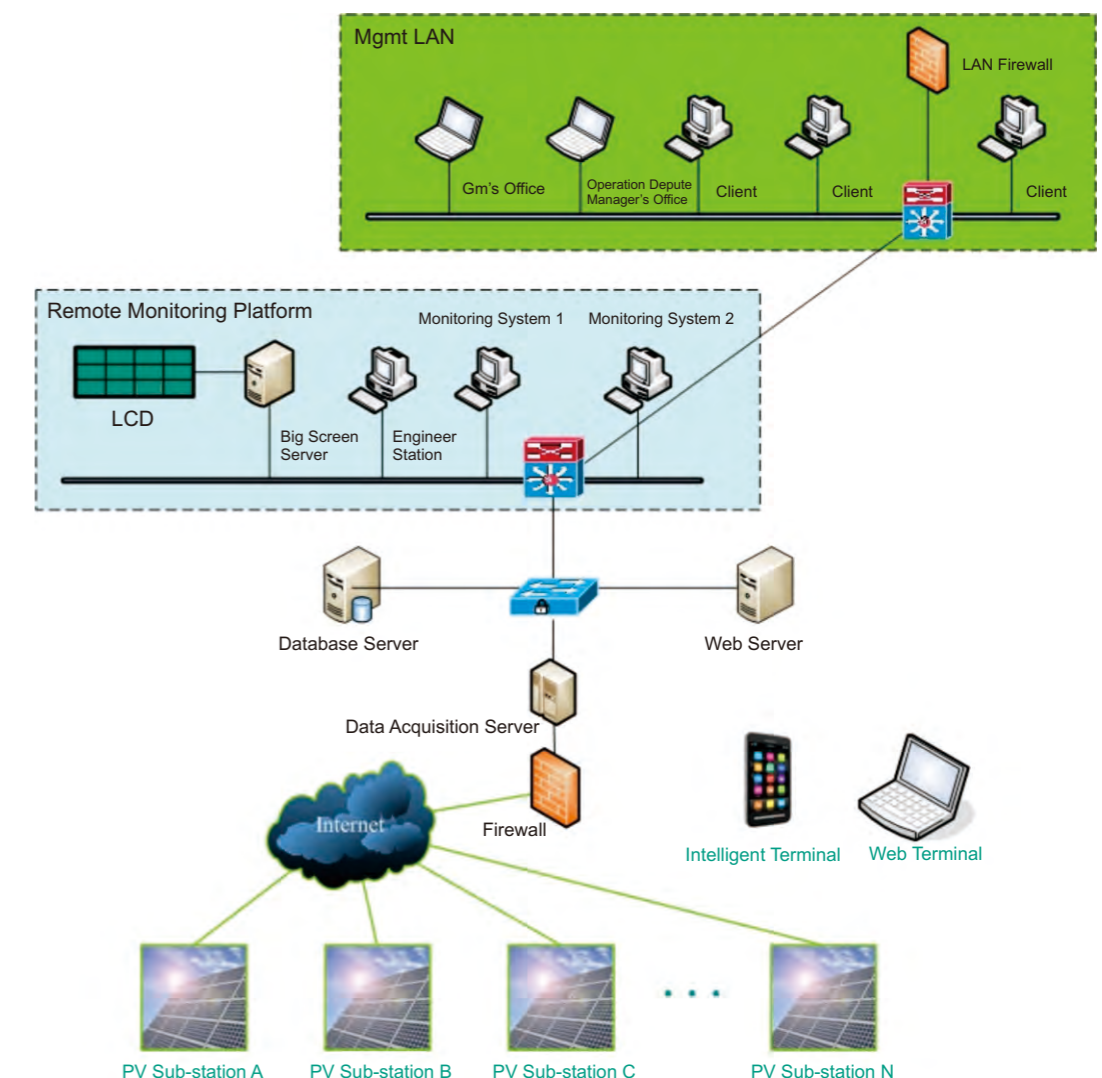 Mgmt LAN
LAN Firewall
Gm's Office
Operation Depute
Manager's Office
Client
Client
Client
Remote Monitoring Platform
Monitoring System 1
Monitoring System 2
LCD
Big Screen
Server
Engineer
Station
Database Server
Web Server
Data Acquisition Server
Internet
Firewall
Intelligent Terminal
Web Terminal
PV Sub-station A
PV Sub-station B
PV Sub-station C
. . .
PV Sub-station N